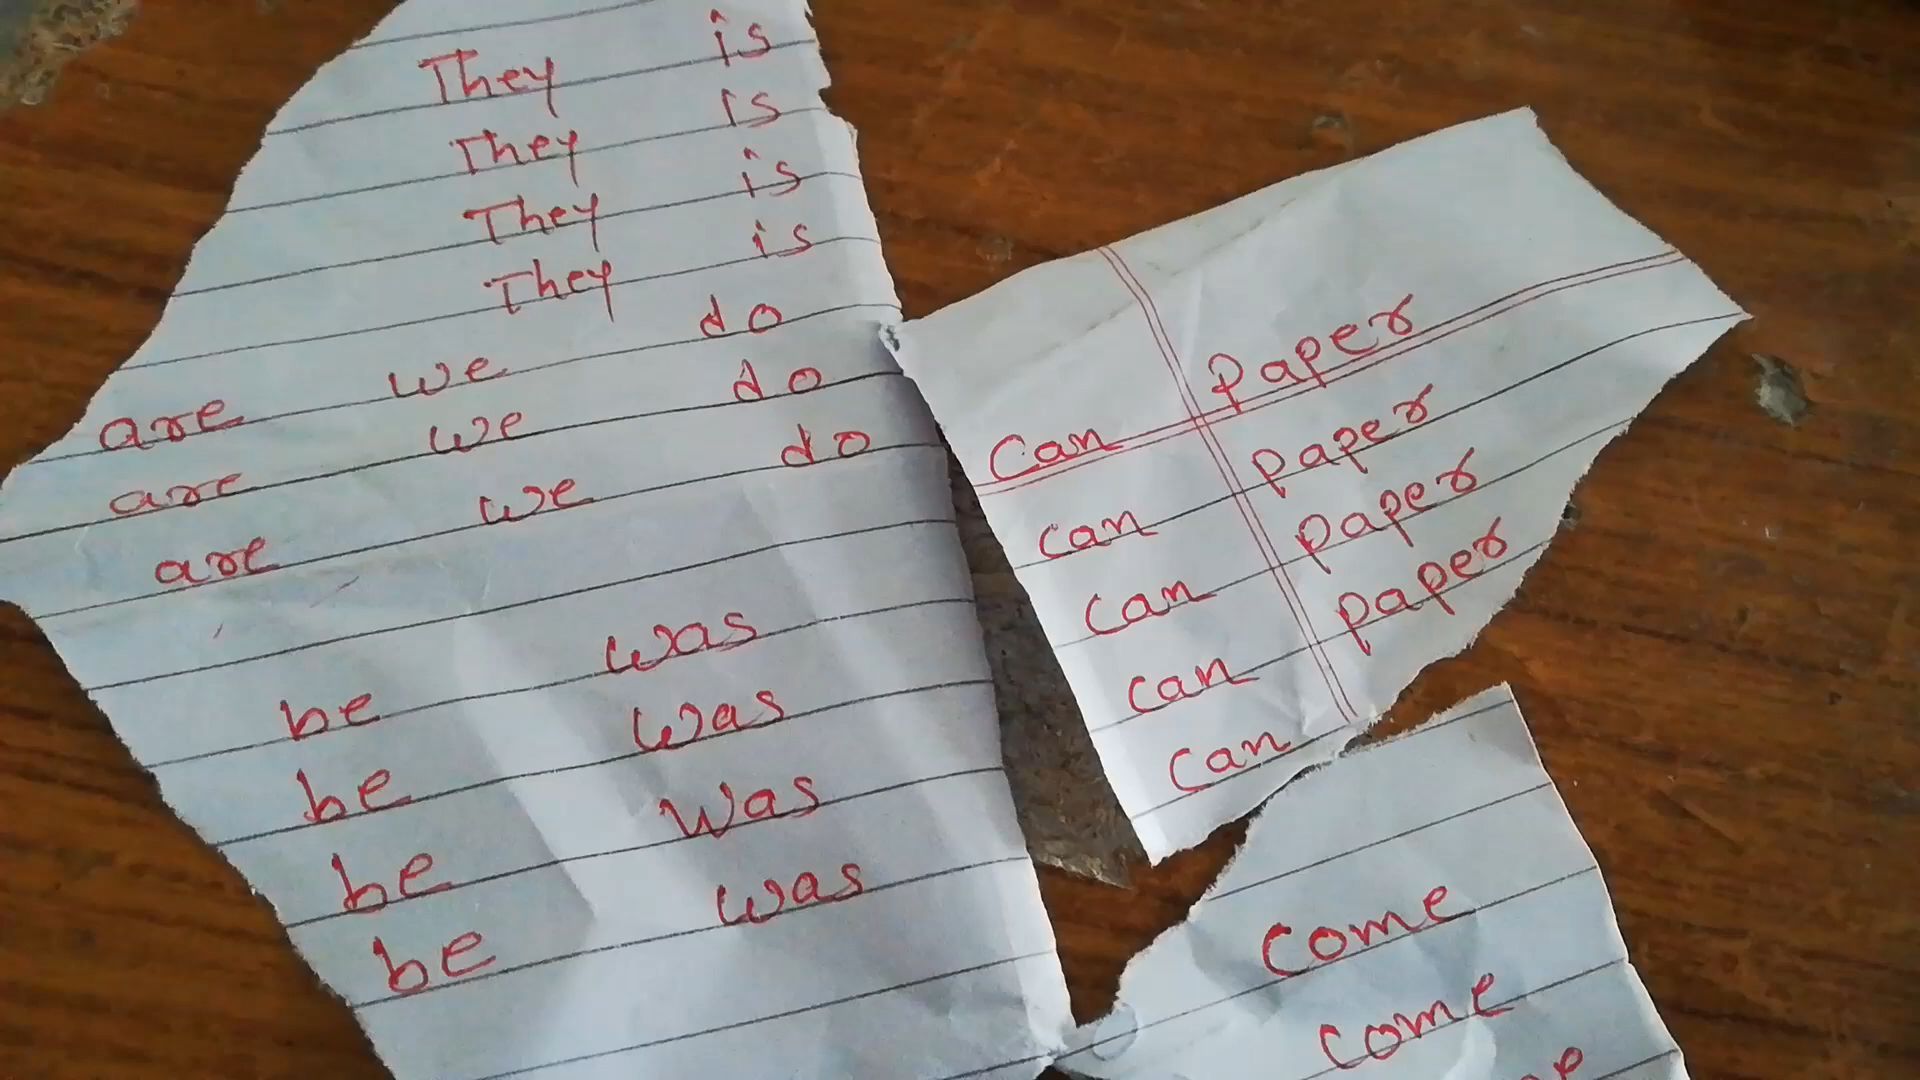 They is
They is
They is
They is
are we do
are we do
are we do
be was
be was
be Was
be was
Can Paper
can paper
can paper
can paper
can
come
come